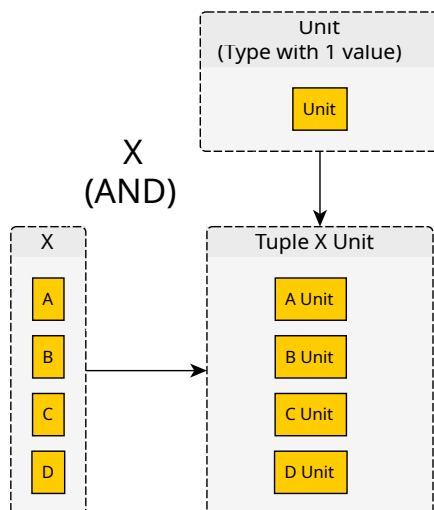 Unit
(Type with 1 value)
Unit
X
(AND)
X
Tuple X Unit
A
A Unit
B
B Unit
C
C Unit
D
D Unit